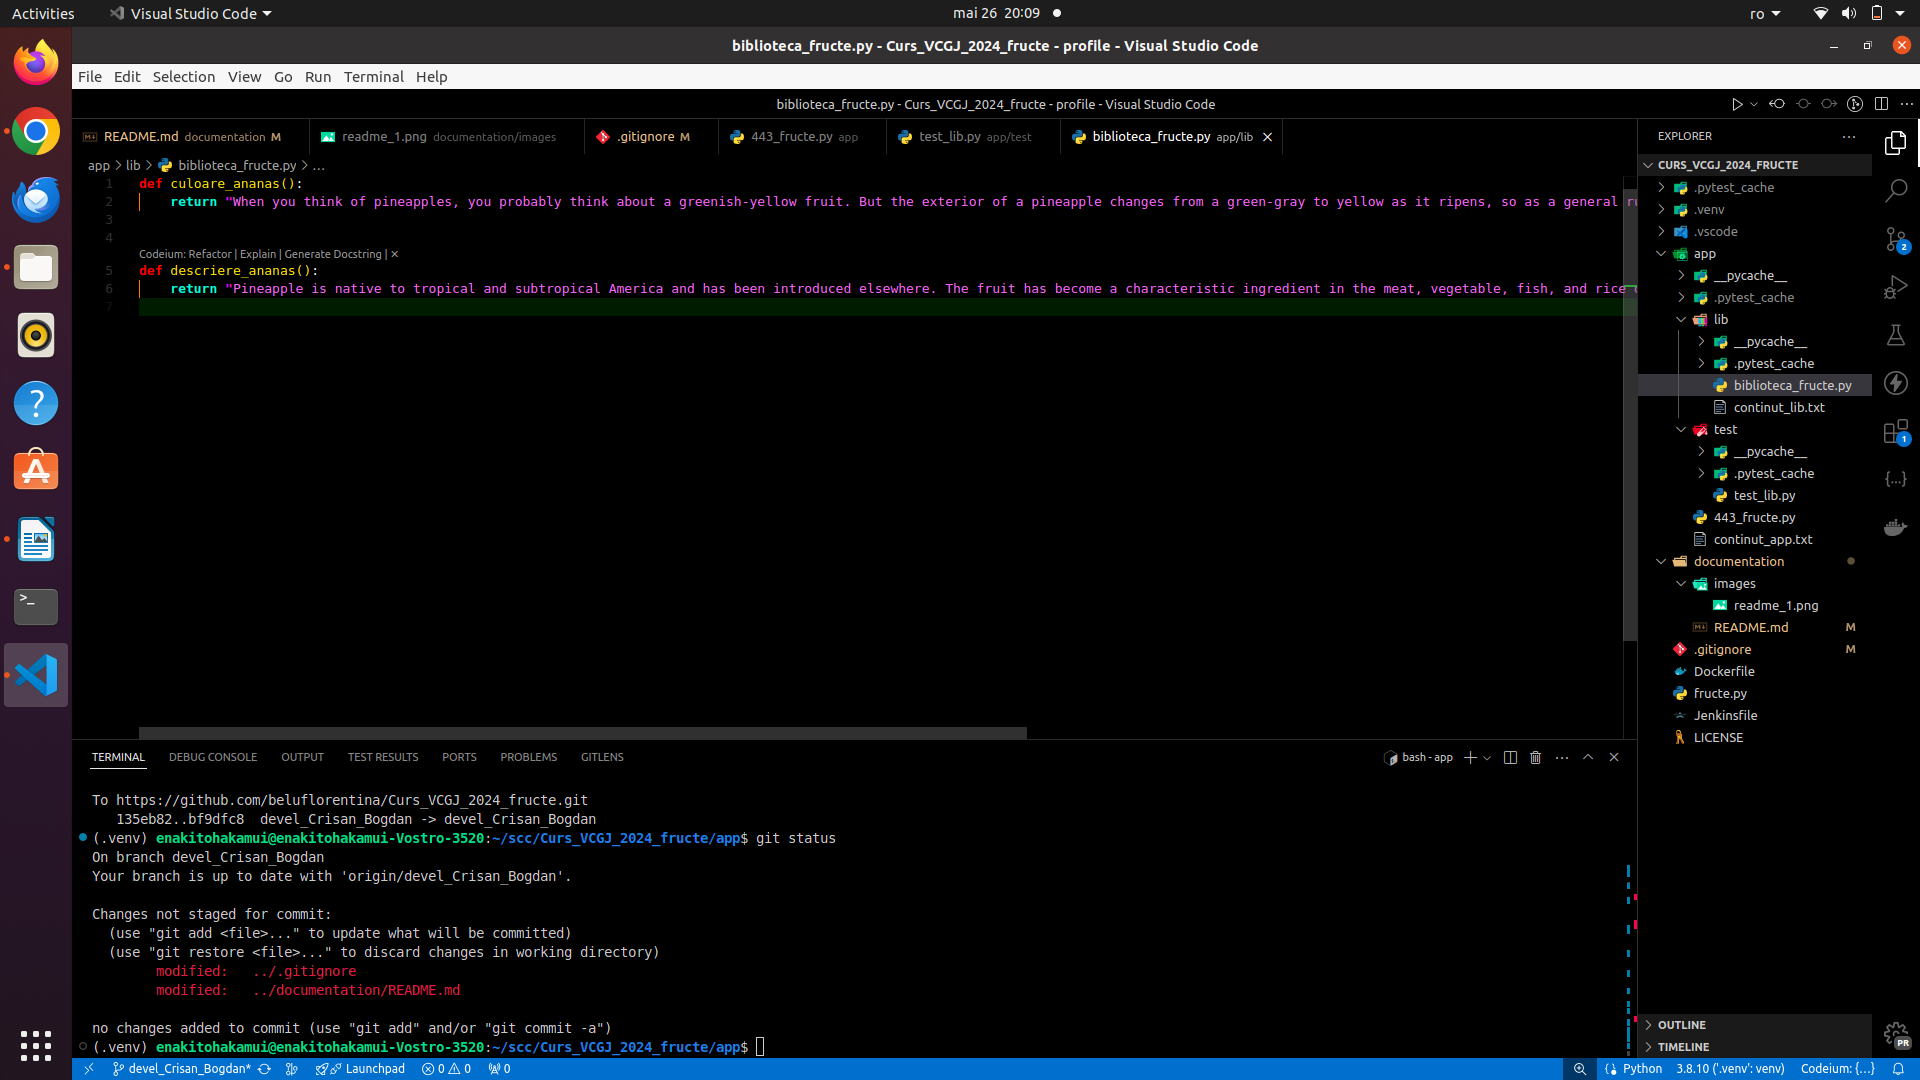 Activities
Visual Studio Code
mai 26 20:09
ro
biblioteca_fructe.py - Curs_VCGJ_2024_fructe - profile - Visual Studio Code
File Edit Selection View Go Run Terminal Help
biblioteca_fructe.py - Curs_VCGJ_2024_fructe - profile - Visual Studio Code
README.md documentation M
readme_1.png documentation/images
.gitignore M
443_fructe.py app
test_lib.py app/test
biblioteca_fructe.py app/lib
app > lib > biblioteca_fructe.py > ...
1 def culoare_ananas():
2 return "When you think of pineapples, you probably think about a greenish-yellow fruit. But the exterior of a pineapple changes from a green-gray to yellow as it ripens, so as a general ru
3
4
Codeium: Refactor | Explain | Generate Docstring | ×
5 def descriere_ananas():
6 return "Pineapple is native to tropical and subtropical America and has been introduced elsewhere. The fruit has become a characteristic ingredient in the meat, vegetable, fish, and rice
7
TERMINAL DEBUG CONSOLE OUTPUT TEST RESULTS PORTS PROBLEMS GITLENS
bash - app
To https://github.com/beluflorentina/Curs_VCGJ_2024_fructe.git
135eb82..bf9dfc8 devel_Crisan_Bogdan -> devel_Crisan_Bogdan
(.venv) enakitohakamui@enakitohakamui-Vostro-3520:~/scc/Curs_VCGJ_2024_fructe/app$ git status
On branch devel_Crisan_Bogdan
Your branch is up to date with 'origin/devel_Crisan_Bogdan'.
Changes not staged for commit:
(use "git add <file>..." to update what will be committed)
(use "git restore <file>..." to discard changes in working directory)
modified: ../.gitignore
modified: ../documentation/README.md
no changes added to commit (use "git add" and/or "git commit -a")
(.venv) enakitohakamui@enakitohakamui-Vostro-3520:~/scc/Curs_VCGJ_2024_fructe/app$
EXPLORER
CURS_VCGJ_2024_FRUCTE
.pytest_cache
.venv
.vscode
app
__pycache__
.pytest_cache
lib
__pycache__
.pytest_cache
biblioteca_fructe.py
continut_lib.txt
test
__pycache__
.pytest_cache
test_lib.py
443_fructe.py
continut_app.txt
documentation
images
readme_1.png
README.md M
.gitignore M
Dockerfile
fructe.py
Jenkinsfile
LICENSE
OUTLINE
TIMELINE
2
1
PR
devel_Crisan_Bogdan* Launchpad 0 0 0
Python 3.8.10 ('.venv': venv) Codeium: {...}